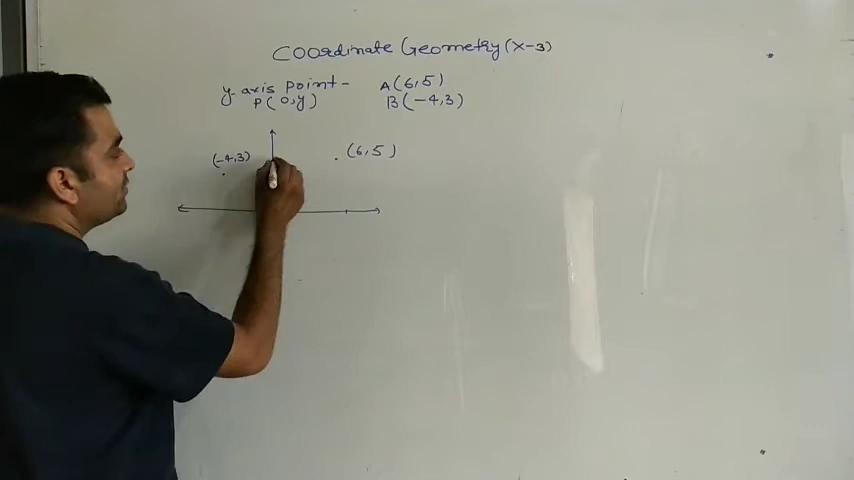 Coordinate Geometry (X-3)
y-axis point- A(6,5)
P(0,y) B(-4,3)
(-4,3) (6,5)